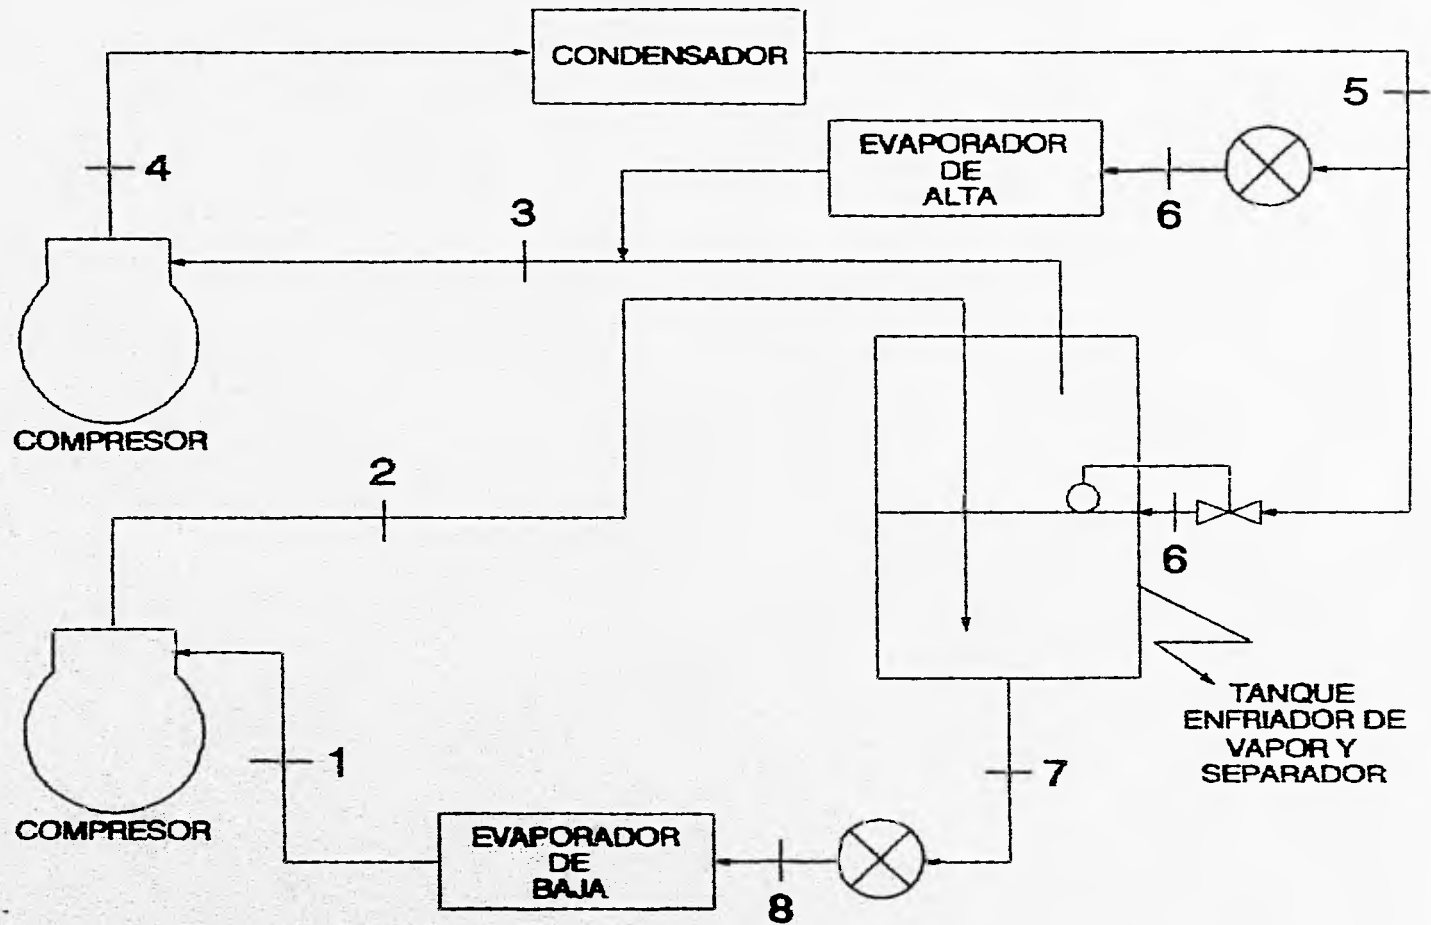 CONDENSADOR
5
EVAPORADOR
DE
ALTA
4
6
3
COMPRESOR
2
6
TANQUE
ENFRIADOR DE
VAPOR Y
SEPARADOR
1
7
COMPRESOR
EVAPORADOR
DE
BAJA
8